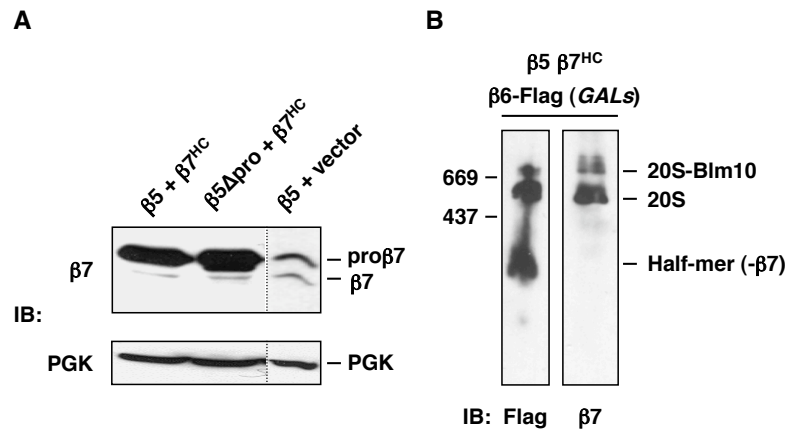 A
β5 + β7HC
β5Δpro + β7HC
β5 + vector
β7
proβ7
β7
IB:
PGK
PGK
B
β5 β7HC
β6-Flag (GALs)
669
437
20S-Blm10
20S
Half-mer (-β7)
IB: Flag β7